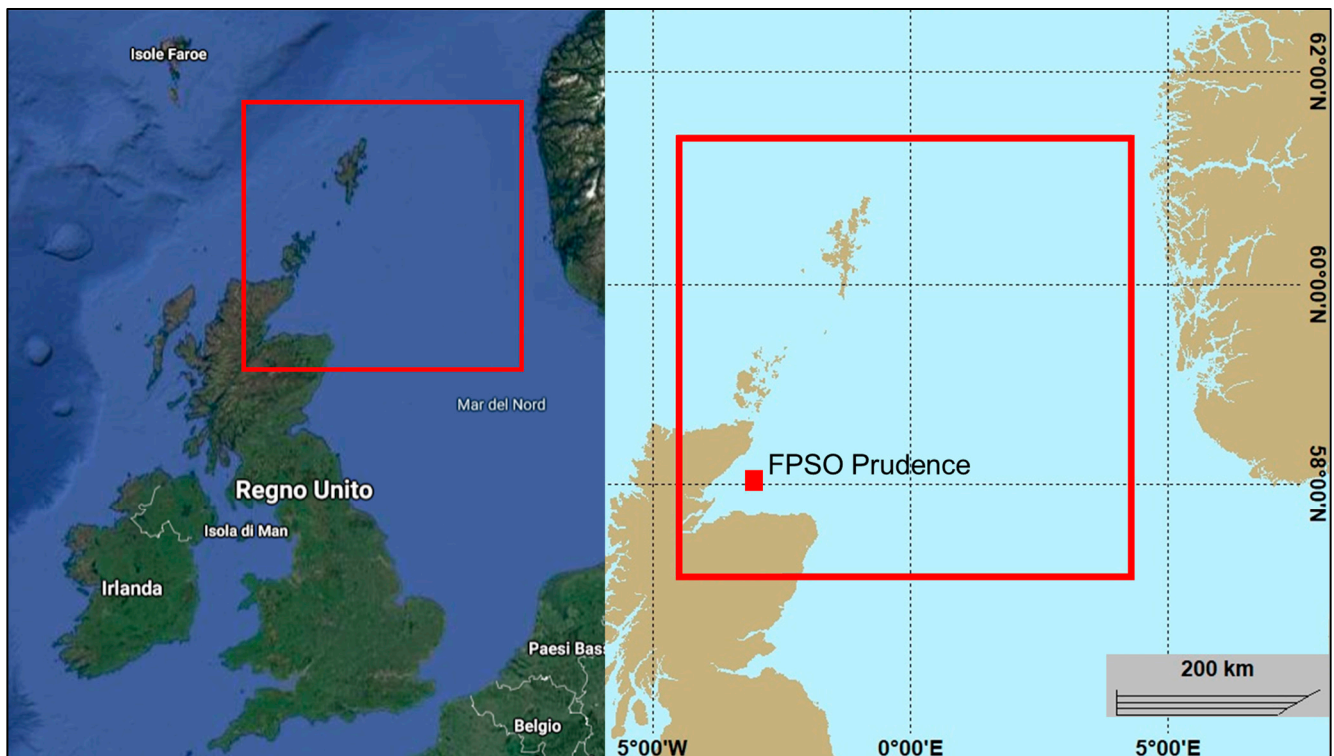 Isole Faroe
Mar del Nord
Regno Unito
Isola di Man
Irlanda
Paesi Bass
Belgio
62°00'N
60°00'N
FPSO Prudence
58°00'N
200 km
5°00'W
0°00'E
5°00'E